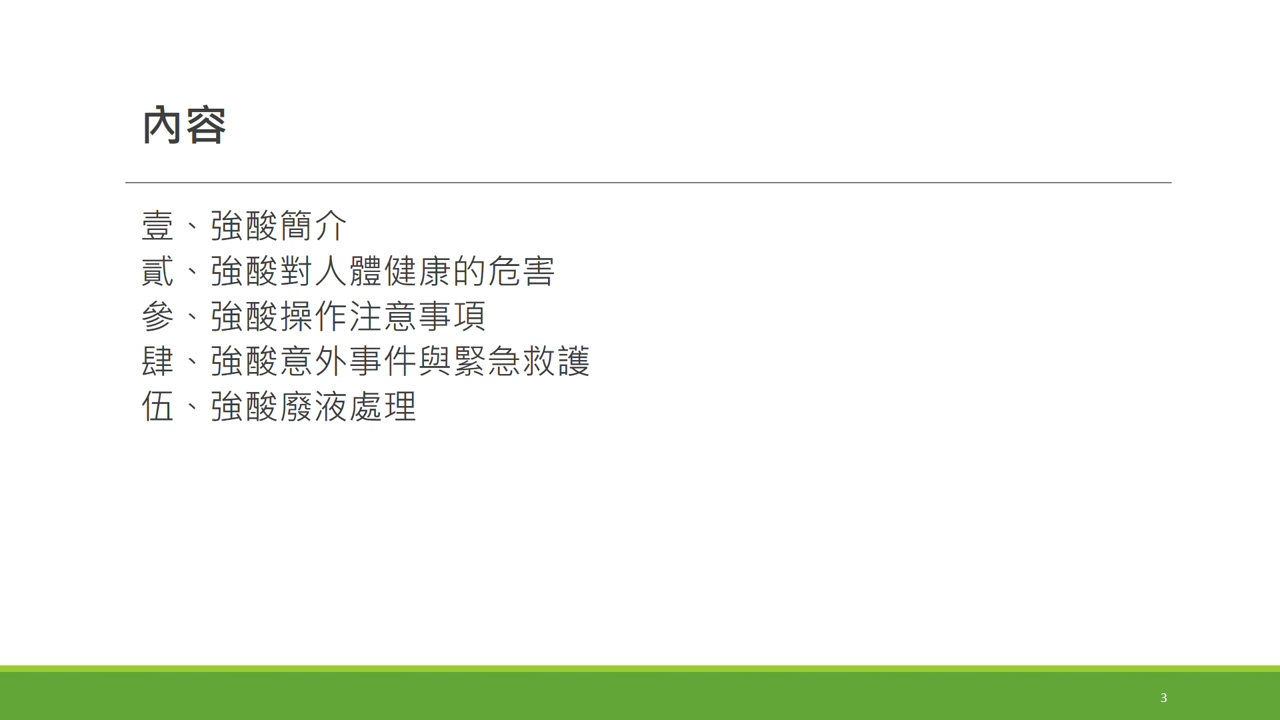 內容
壹、強酸簡介
貳、強酸對人體健康的危害
參、強酸操作注意事項
肆、強酸意外事件與緊急救護
伍、強酸廢液處理
3